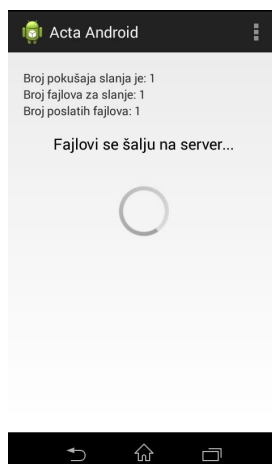 Acta Android
Broj pokušaja slanja je: 1
Broj fajlova za slanje: 1
Broj poslatih fajlova: 1
Fajlovi se šalju na server...